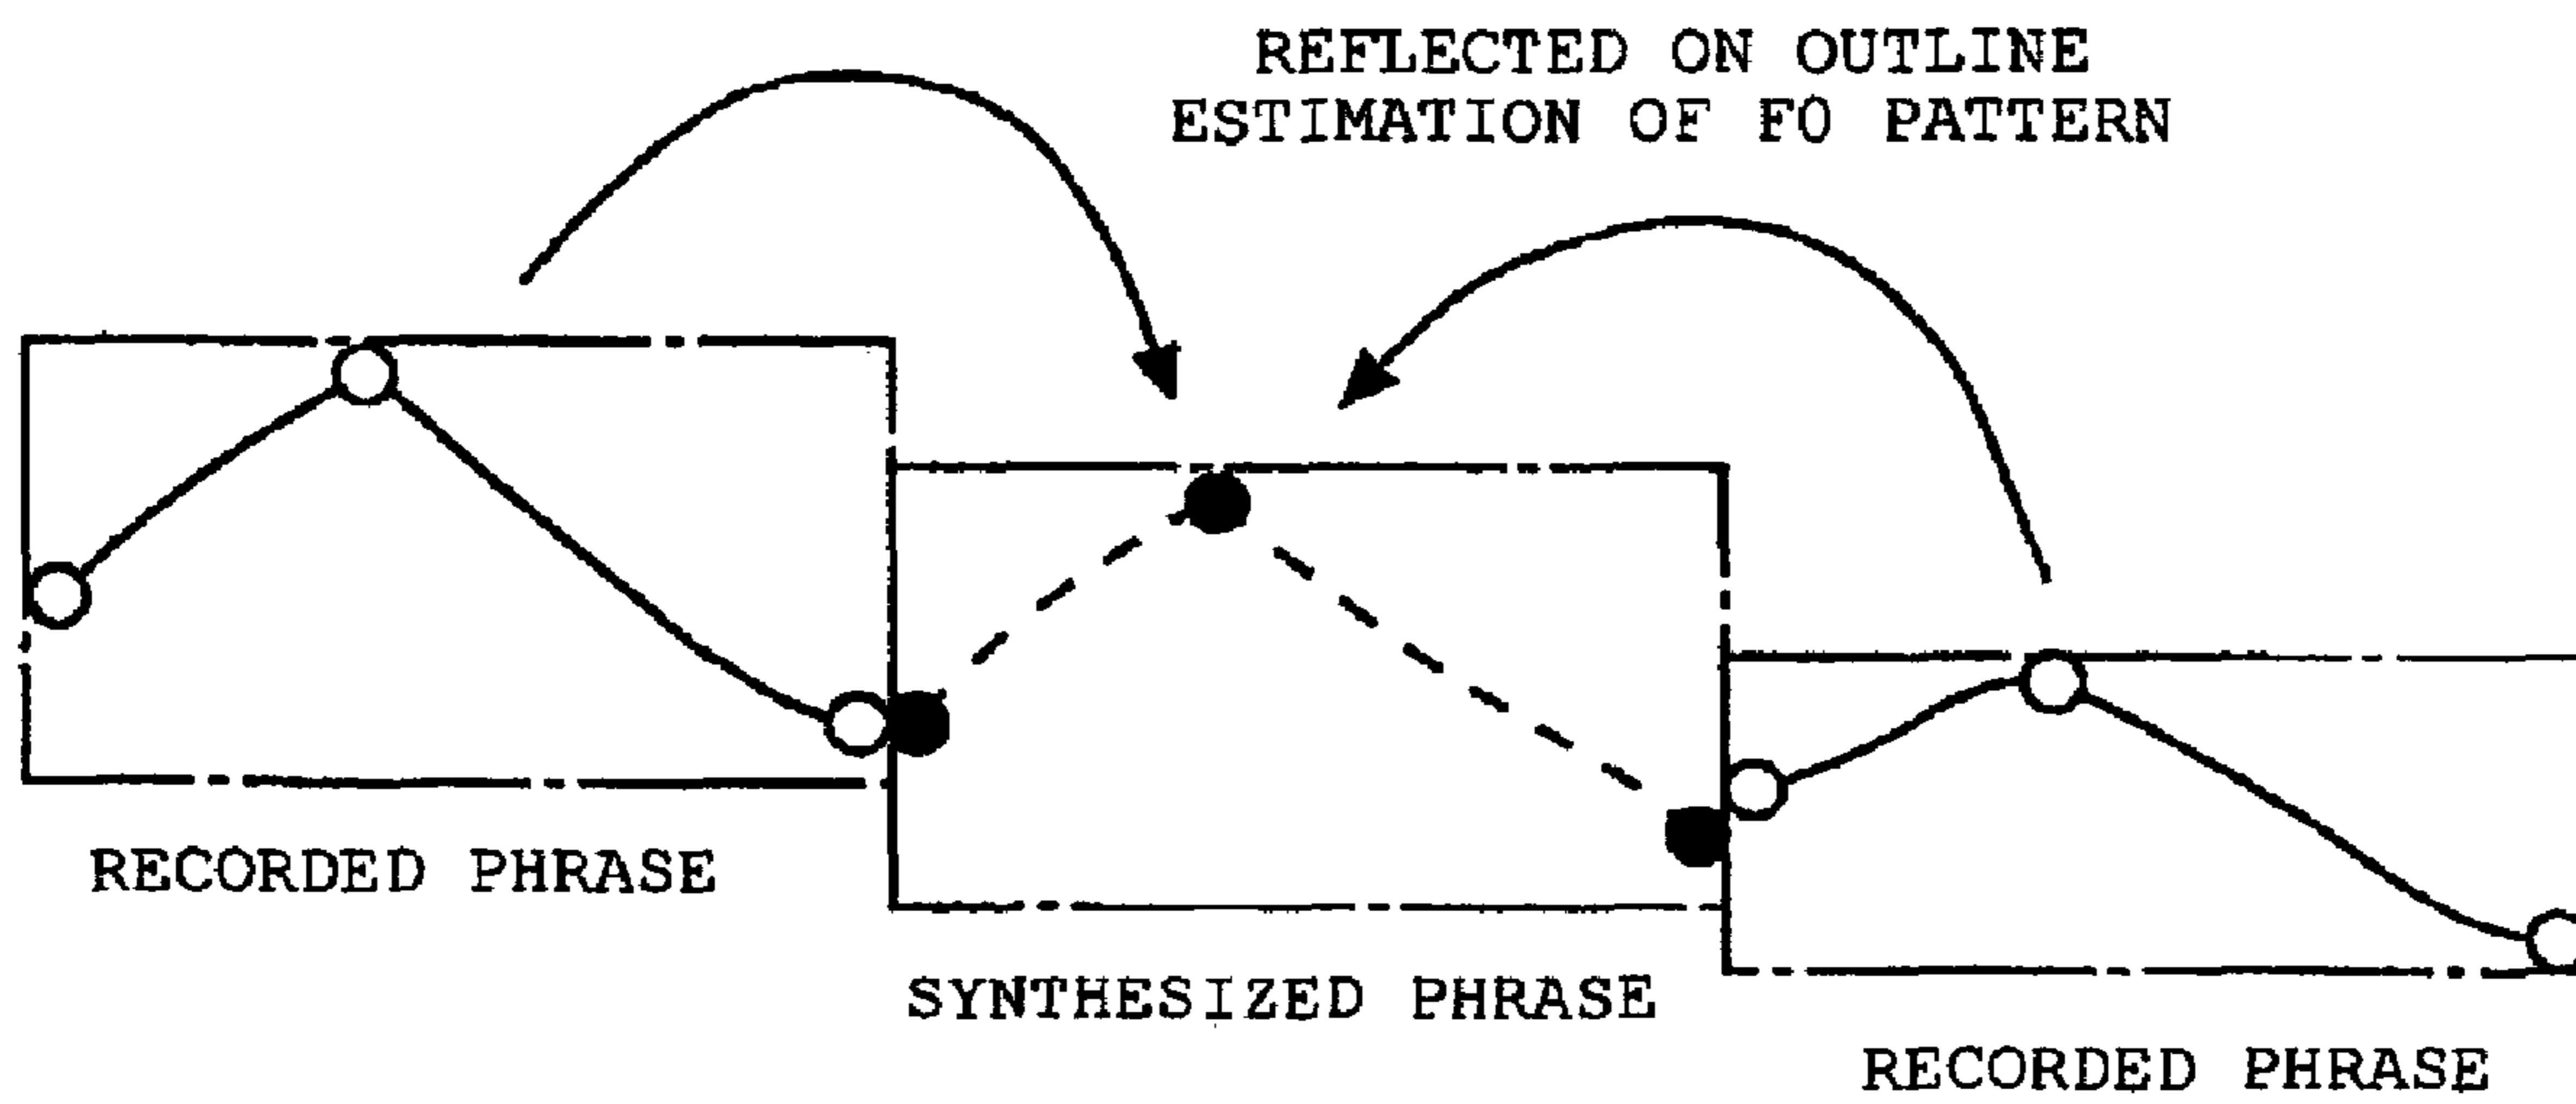 REFLECTED ON OUTLINE
ESTIMATION OF F0 PATTERN
RECORDED PHRASE
SYNTHESIZED PHRASE
RECORDED PHRASE